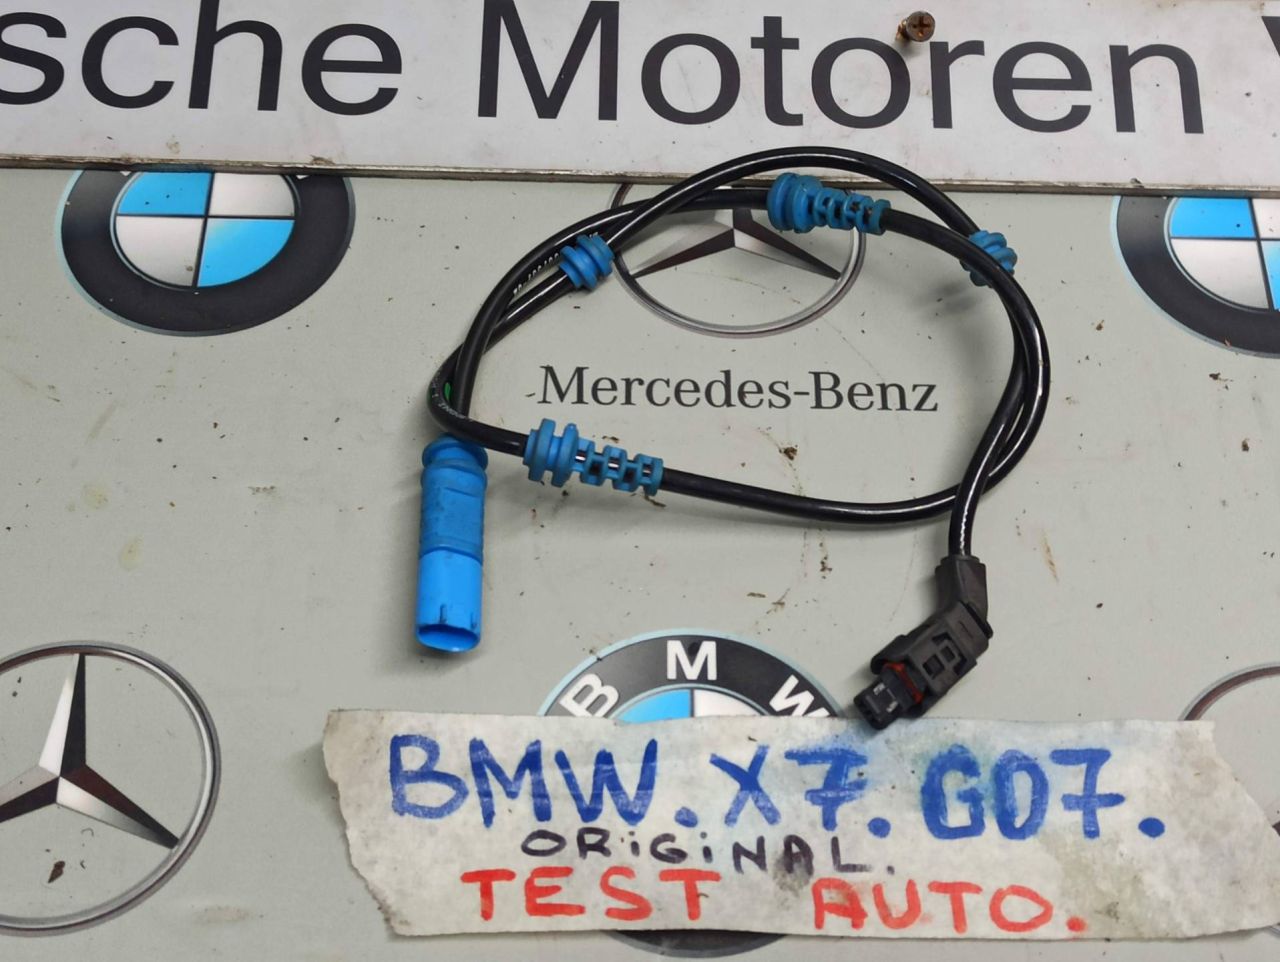 sche Motoren
Mercedes-Benz
BMW
BMW.X7.G07.
ORiGiNAL.
TEST AUTO.